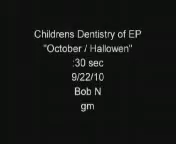 Childrens Dentistry of EP
"October / Hallowen"
:30 sec
9/22/10
Bob N
gm